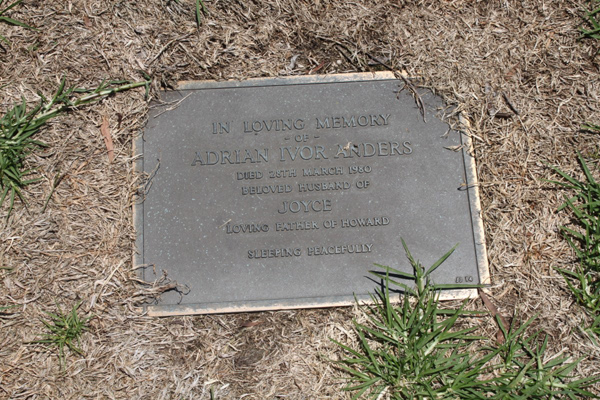 IN LOVING MEMORY
- OF -
ADRIAN IVOR ANDERS
DIED 28TH MARCH 1980
BELOVED HUSBAND OF
JOYCE
LOVING FATHER OF HOWARD
SLEEPING PEACEFULLY